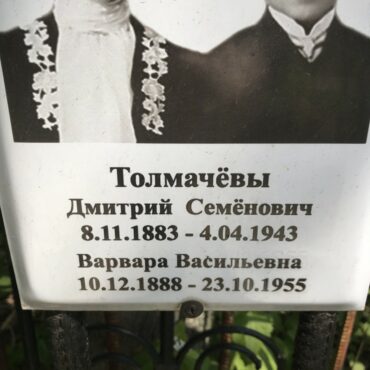 Толмачёвы
Дмитрий Семёнович
8.11.1883 - 4.04.1943
Варвара Васильевна
10.12.1888 - 23.10.1955